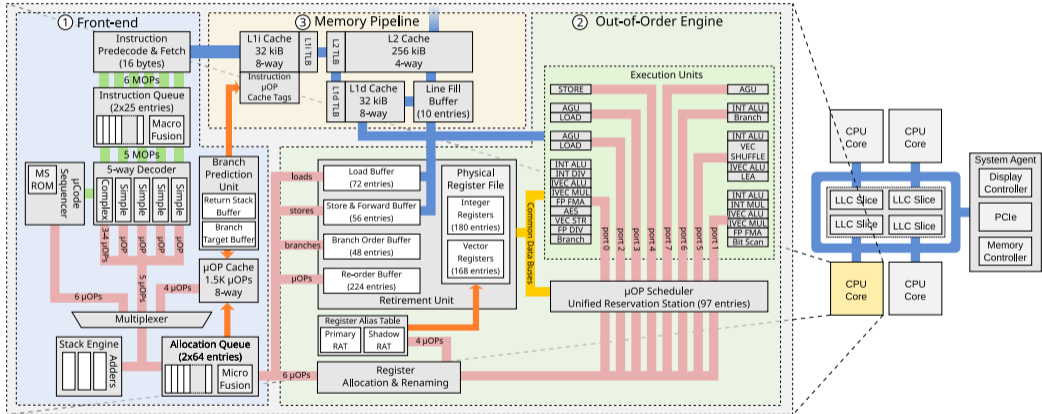 ① Front-end
Instruction
Predecode & Fetch
(16 bytes)
6 MOPs
Instruction Queue
(2x25 entries)
Macro
Fusion
5 MOPs
5-way Decoder
MS
ROM
µCode
Sequencer
Complex
Simple
Simple
Simple
Simple
3-4 µOPs
µOP
µOP
µOP
µOP
Branch
Prediction
Unit
Return Stack
Buffer
Branch
Target Buffer
µOP Cache
1.5K µOPs
8-way
6 µOPs
5 µOPs
4 µOPs
Multiplexer
Stack Engine
Adders
Allocation Queue
(2x64 entries)
Micro
Fusion
③ Memory Pipeline
L1i Cache
32 kiB
8-way
L1i TLB
Instruction
µOP
Cache Tags
L2 TLB
L2 Cache
256 kiB
4-way
L1d TLB
L1d Cache
32 kiB
8-way
Line Fill
Buffer
(10 entries)
② Out-of-Order Engine
loads
Load Buffer
(72 entries)
stores
Store & Forward Buffer
(56 entries)
branches
Branch Order Buffer
(48 entries)
µOPs
Re-order Buffer
(224 entries)
Physical
Register File
Integer
Registers
(180 entries)
Vector
Registers
(168 entries)
Retirement Unit
Register Alias Table
Primary
RAT
Shadow
RAT
4 µOPs
6 µOPs
Register
Allocation & Renaming
Common Data Buses
Execution Units
STORE
AGU
LOAD
AGU
LOAD
INT ALU
INT DIV
IVEC ALU
IVEC MUL
FP FMA
AES
VEC STR
FP DIV
Branch
AGU
INT ALU
Branch
INT ALU
VEC
SHUFFLE
IVEC ALU
LEA
INT ALU
INT MUL
IVEC ALU
IVEC MUL
FP FMA
Bit Scan
port 0
port 2
port 3
port 4
port 7
port 6
port 5
port 1
µOP Scheduler
Unified Reservation Station (97 entries)
CPU
Core
CPU
Core
LLC Slice
LLC Slice
LLC Slice
LLC Slice
CPU
Core
CPU
Core
System Agent
Display
Controller
PCIe
Memory
Controller